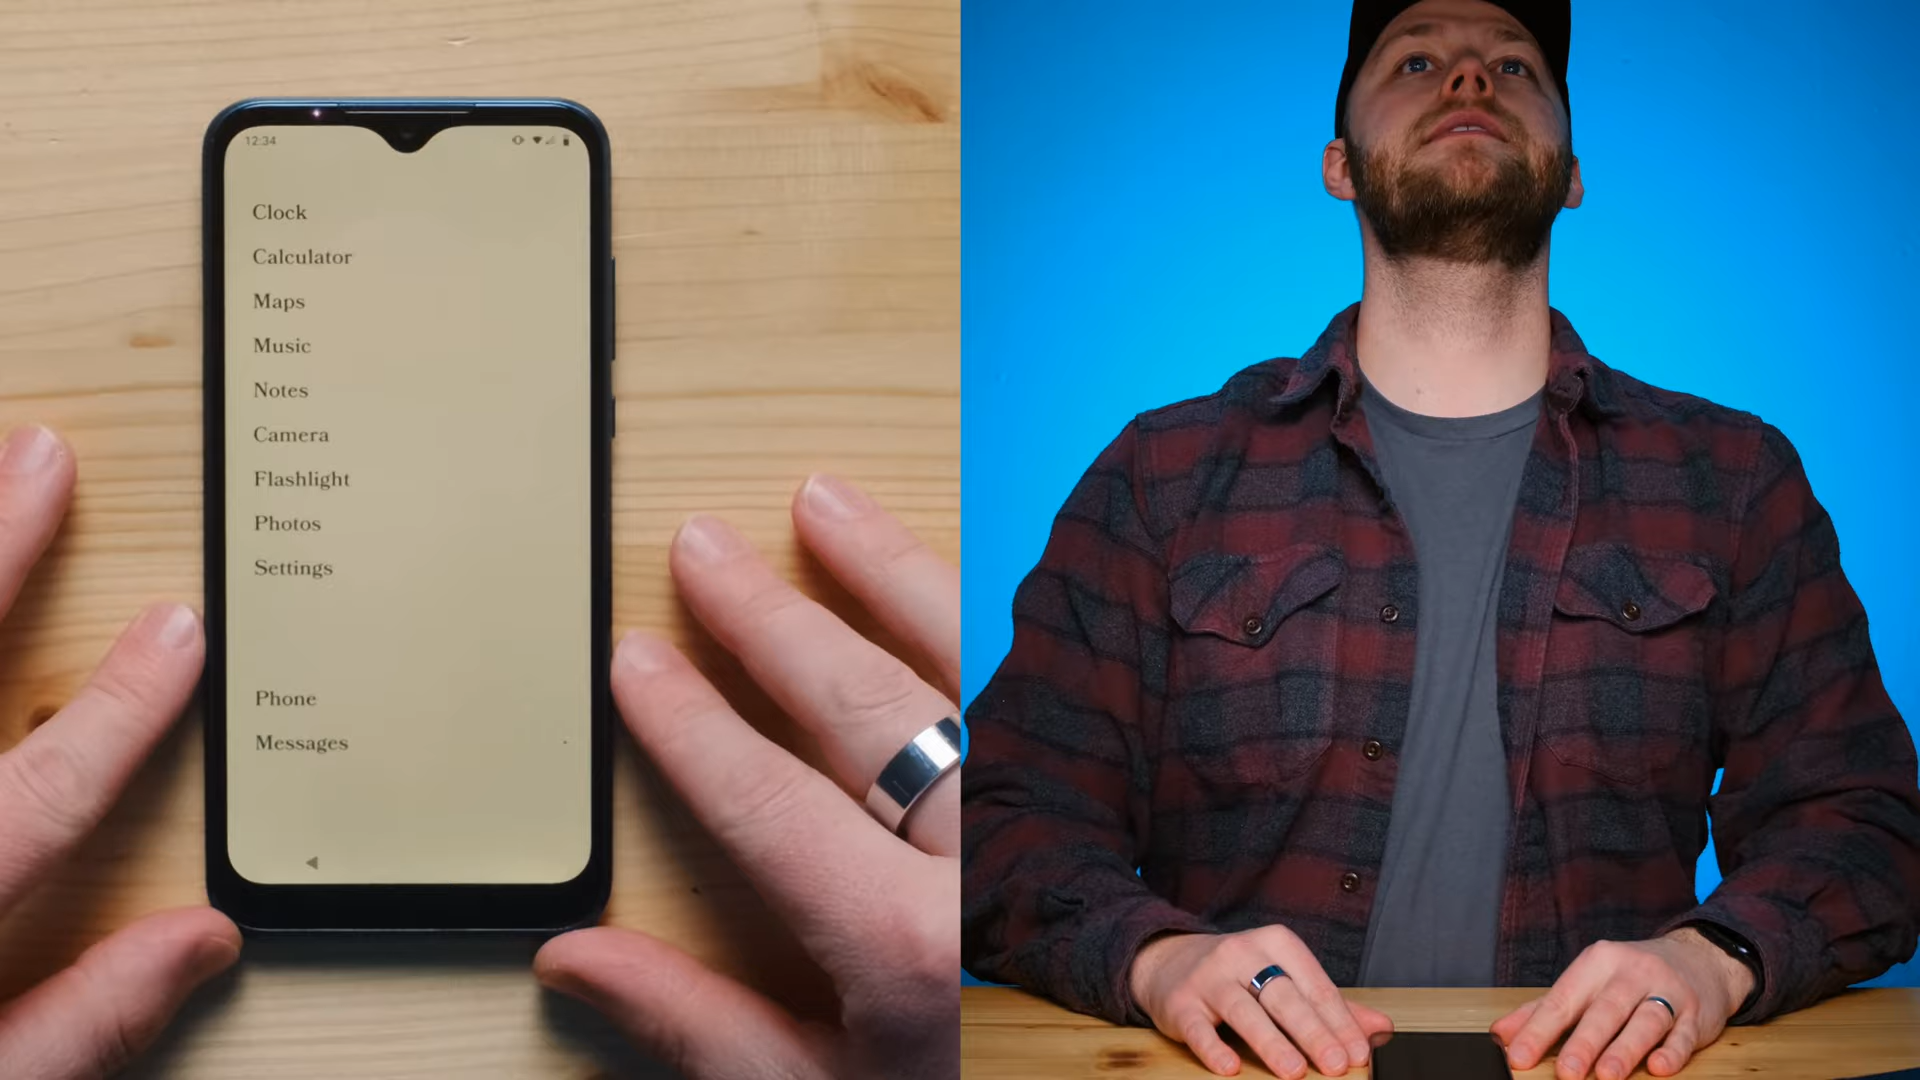 12:34
Clock
Calculator
Maps
Music
Notes
Camera
Flashlight
Photos
Settings
Phone
Messages